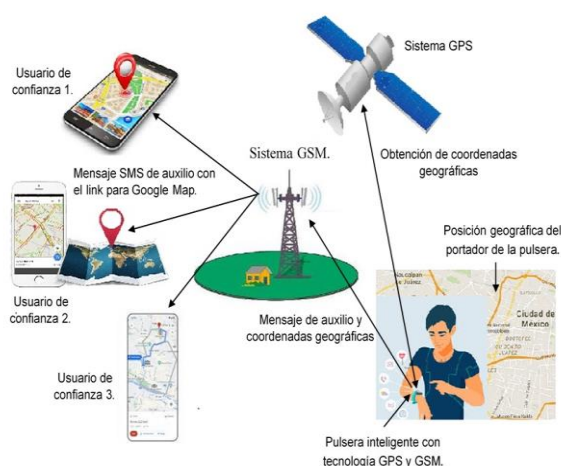 Sistema GPS
Usuario de
confianza 1.
Sistema GSM.
Obtención de coordenadas
geográficas
Mensaje SMS de auxilio con
el link para Google Map.
Posición geográfica del
portador de la pulsera.
Usuario de
confianza 2.
Mensaje de auxilio y
coordenadas geográficas
Ciudad de
México
Usuario de
confianza 3.
Pulsera inteligente con
tecnología GPS y GSM.